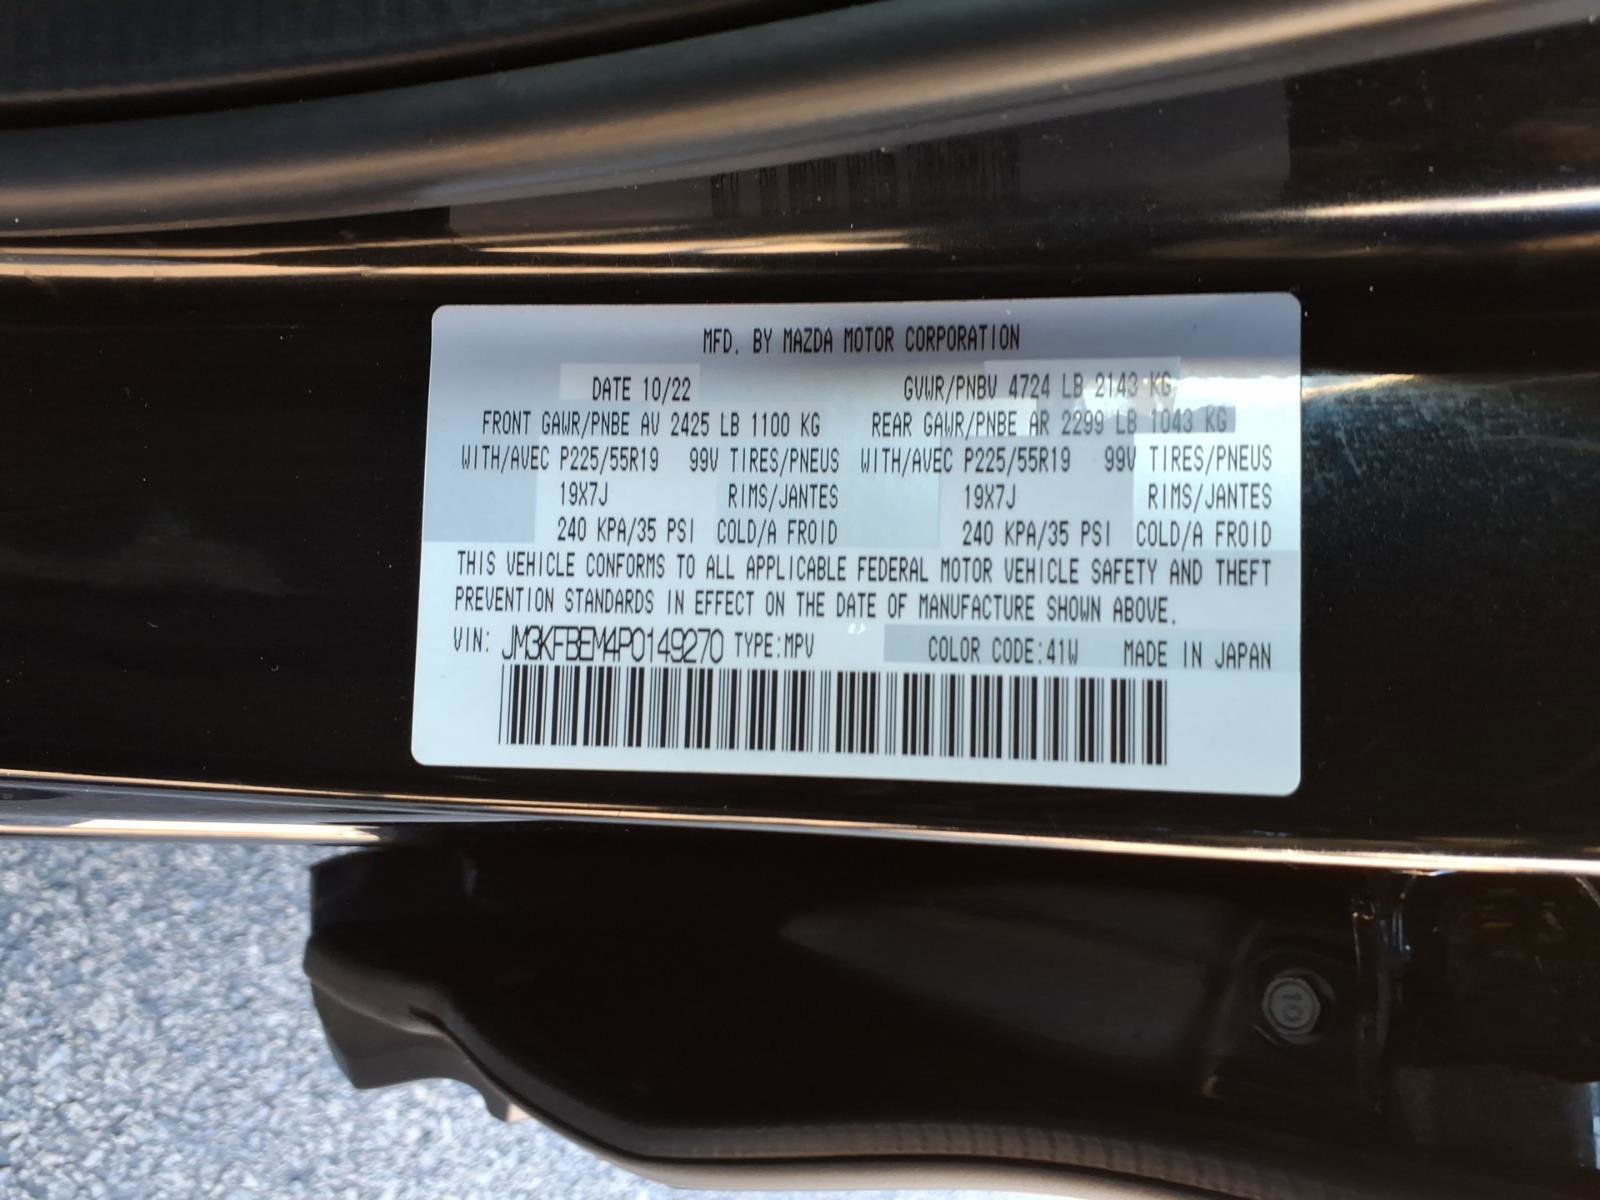 MFD. BY MAZDA MOTOR CORPORATION
DATE 10/22 GVWR/PNBV 4724 LB 2143 KG
FRONT GAWR/PNBE AV 2425 LB 1100 KG REAR GAWR/PNBE AR 2299 LB 1043 KG
WITH/AVEC P225/55R19 99V TIRES/PNEUS WITH/AVEC P225/55R19 99V TIRES/PNEUS
19X7J RIMS/JANTES 19X7J RIMS/JANTES
240 KPA/35 PSI COLD/A FROID 240 KPA/35 PSI COLD/A FROID
THIS VEHICLE CONFORMS TO ALL APPLICABLE FEDERAL MOTOR VEHICLE SAFETY AND THEFT
PREVENTION STANDARDS IN EFFECT ON THE DATE OF MANUFACTURE SHOWN ABOVE.
VIN: JM3KFBEM4P0149270 TYPE:MPV COLOR CODE:41W MADE IN JAPAN
10